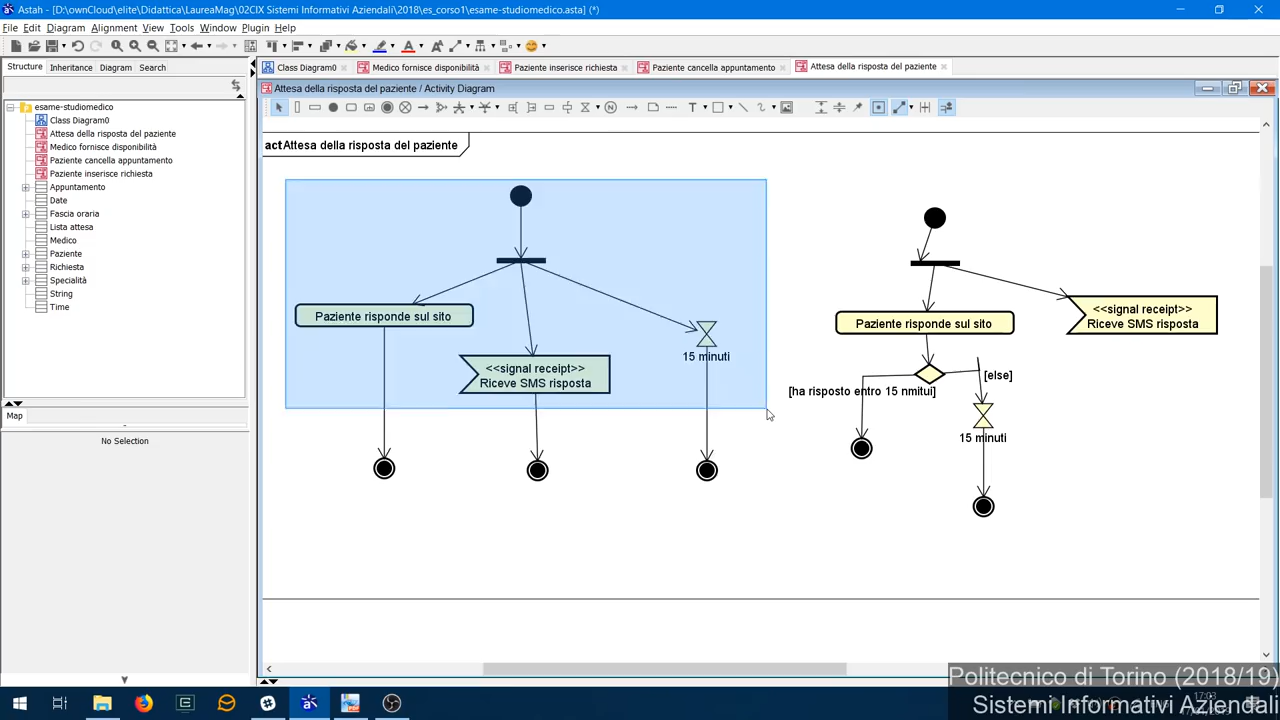 Astah - [D:\ownCloud\elite\Didattica\LaureaMag\02CIX Sistemi Informativi Aziendali\2018\es_corso1\esame-studiomedico.asta] (*)
File Edit Diagram Alignment View Tools Window Plugin Help
Structure Inheritance Diagram Search
Class Diagram0 Medico fornisce disponibilità Paziente inserisce richiesta Paziente cancella appuntamento Attesa della risposta del paziente
Attesa della risposta del paziente / Activity Diagram
esame-studiomedico
Class Diagram0
Attesa della risposta del paziente
Medico fornisce disponibilità
Paziente cancella appuntamento
Paziente inserisce richiesta
Appuntamento
Date
Fascia oraria
Lista attesa
Medico
Paziente
Richiesta
Specialità
String
Time
Map
No Selection
act Attesa della risposta del paziente
Paziente risponde sul sito
<<signal receipt>>
Riceve SMS risposta
15 minuti
Paziente risponde sul sito
<<signal receipt>>
Riceve SMS risposta
[ha risposto entro 15 nmitui]
[else]
15 minuti
Politecnico di Torino (2018/19)
Sistemi Informativi Aziendali
17:03